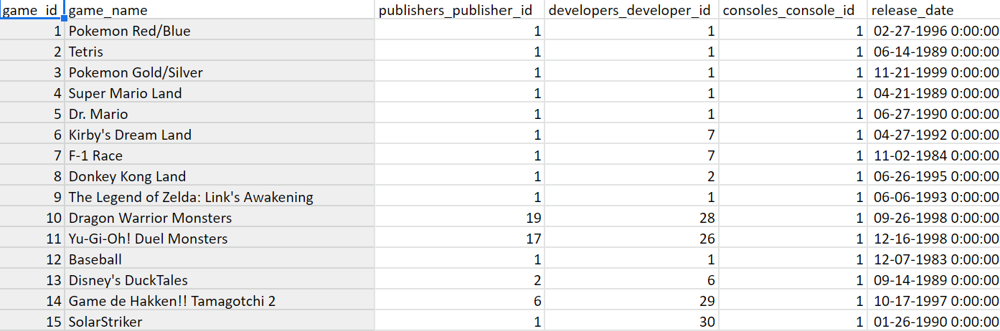 game_id game_name publishers_publisher_id developers_developer_id consoles_console_id release_date
1 Pokemon Red/Blue 1 1 1 02-27-1996 0:00:00
2 Tetris 1 1 1 06-14-1989 0:00:00
3 Pokemon Gold/Silver 1 1 1 11-21-1999 0:00:00
4 Super Mario Land 1 1 1 04-21-1989 0:00:00
5 Dr. Mario 1 1 1 06-27-1990 0:00:00
6 Kirby's Dream Land 1 7 1 04-27-1992 0:00:00
7 F-1 Race 1 7 1 11-02-1984 0:00:00
8 Donkey Kong Land 1 2 1 06-26-1995 0:00:00
9 The Legend of Zelda: Link's Awakening 1 1 1 06-06-1993 0:00:00
10 Dragon Warrior Monsters 19 28 1 09-26-1998 0:00:00
11 Yu-Gi-Oh! Duel Monsters 17 26 1 12-16-1998 0:00:00
12 Baseball 1 1 1 12-07-1983 0:00:00
13 Disney's DuckTales 2 6 1 09-14-1989 0:00:00
14 Game de Hakken!! Tamagotchi 2 6 29 1 10-17-1997 0:00:00
15 SolarStriker 1 30 1 01-26-1990 0:00:00